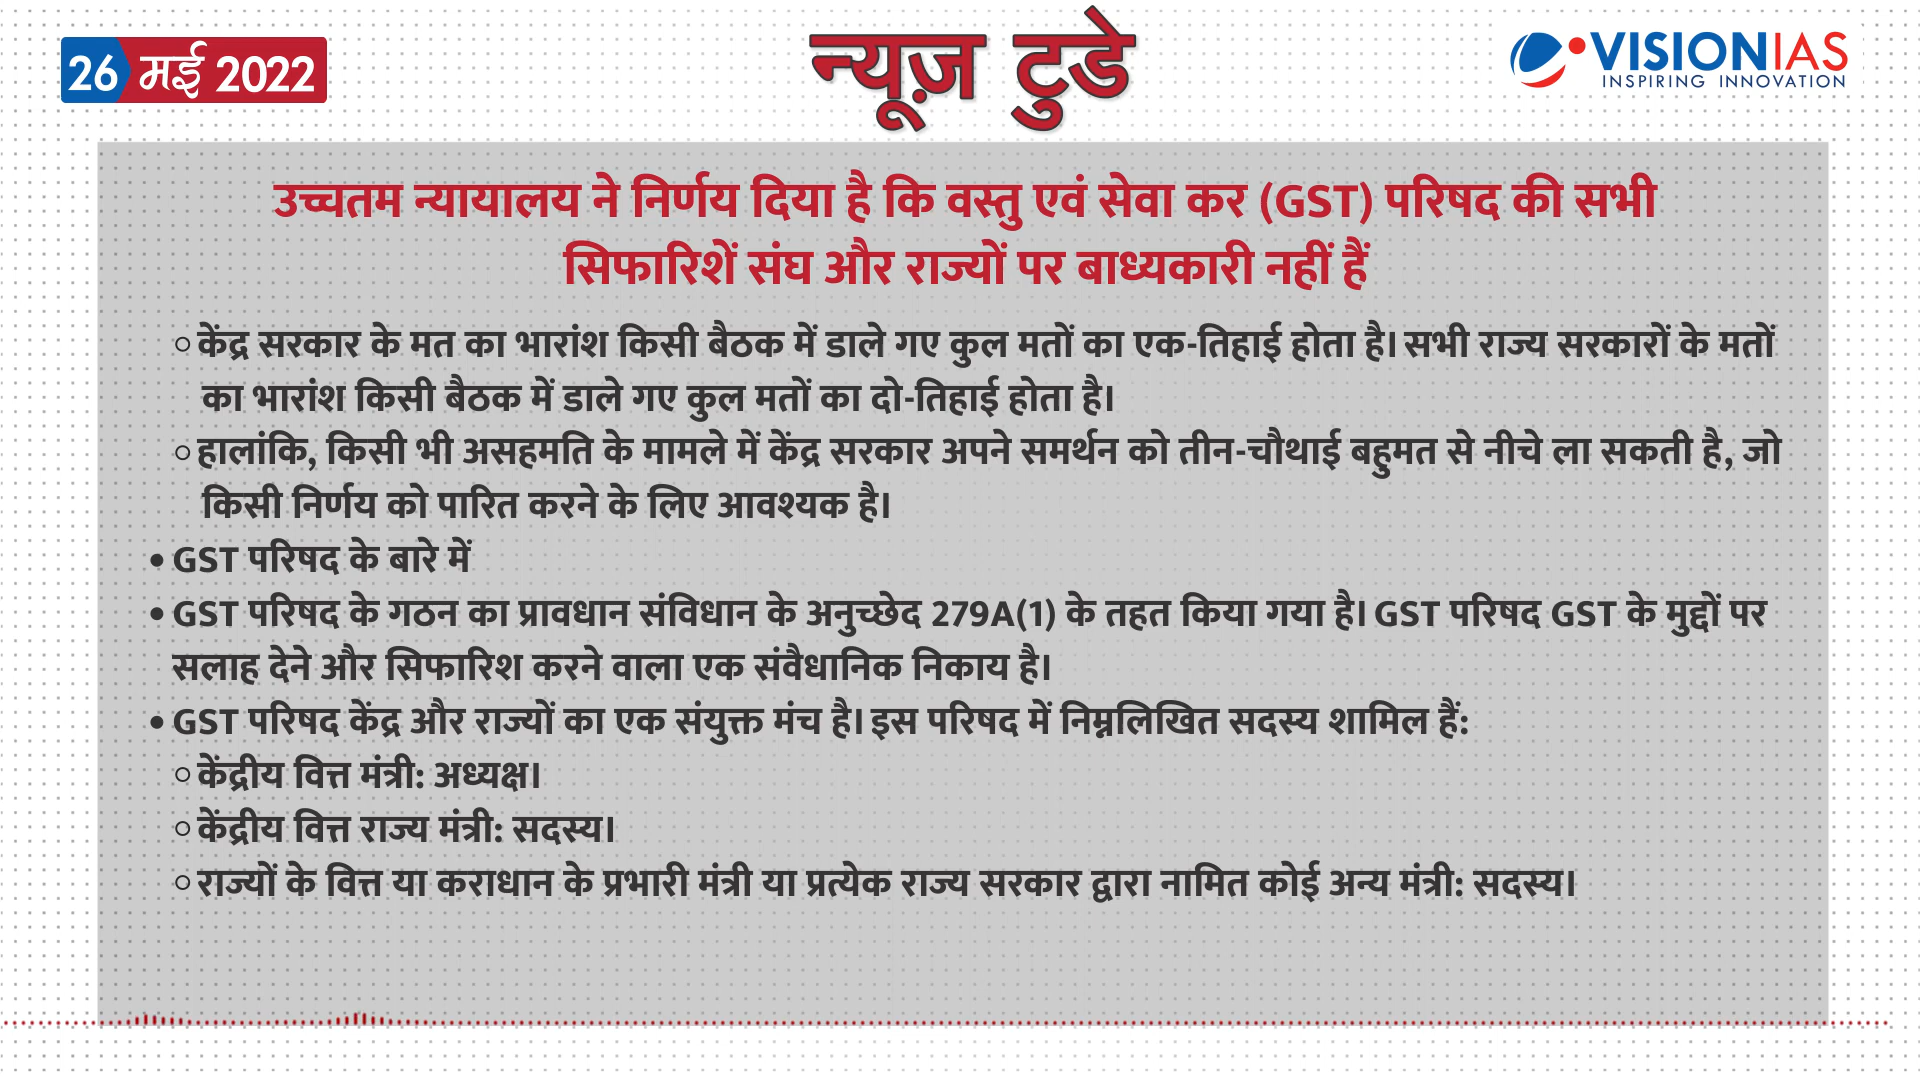 26 मई 2022
न्यूज़ टुडे
VISIONIAS
INSPIRING INNOVATION
उच्चतम न्यायालय ने निर्णय दिया है कि वस्तु एवं सेवा कर (GST) परिषद की सभी
सिफारिशें संघ और राज्यों पर बाध्यकारी नहीं हैं
○ केंद्र सरकार के मत का भारांश किसी बैठक में डाले गए कुल मतों का एक-तिहाई होता है। सभी राज्य सरकारों के मतों
का भारांश किसी बैठक में डाले गए कुल मतों का दो-तिहाई होता है।
○ हालांकि, किसी भी असहमति के मामले में केंद्र सरकार अपने समर्थन को तीन-चौथाई बहुमत से नीचे ला सकती है, जो
किसी निर्णय को पारित करने के लिए आवश्यक है।
• GST परिषद के बारे में
• GST परिषद के गठन का प्रावधान संविधान के अनुच्छेद 279A(1) के तहत किया गया है। GST परिषद GST के मुद्दों पर
सलाह देने और सिफारिश करने वाला एक संवैधानिक निकाय है।
• GST परिषद केंद्र और राज्यों का एक संयुक्त मंच है। इस परिषद में निम्नलिखित सदस्य शामिल हैं:
○ केंद्रीय वित्त मंत्री: अध्यक्ष।
○ केंद्रीय वित्त राज्य मंत्री: सदस्य।
○ राज्यों के वित्त या कराधान के प्रभारी मंत्री या प्रत्येक राज्य सरकार द्वारा नामित कोई अन्य मंत्री: सदस्य।